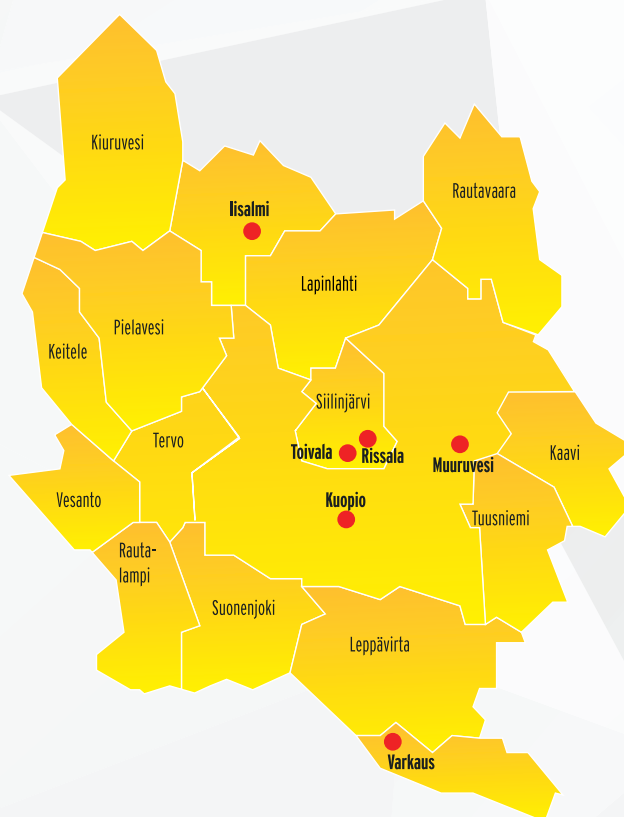 Kiuruvesi
Rautavaara
Iisalmi
Lapinlahti
Pielavesi
Keitele
Siilinjärvi
Tervo
Toivala
Rissala
Muuruvesi
Kaavi
Vesanto
Kuopio
Tuusniemi
Rauta-
lampi
Suonenjoki
Leppävirta
Varkaus